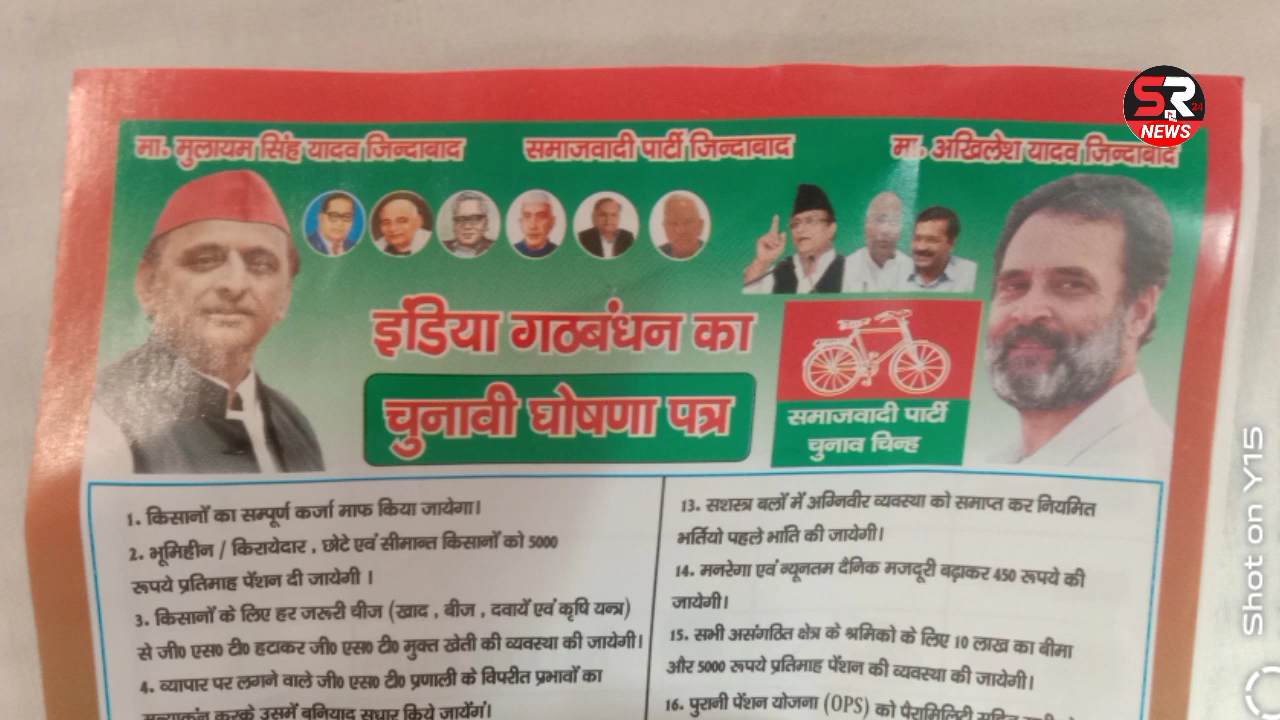 मा. मुलायम सिंह यादव जिन्दाबाद
समाजवादी पार्टी जिन्दाबाद
मा. अखिलेश यादव जिन्दाबाद
SR 24
NEWS
इंडिया गठबंधन का
चुनावी घोषणा पत्र
समाजवादी पार्टी
चुनाव चिन्ह
1. किसानों का सम्पूर्ण कर्जा माफ किया जायेगा।
2. भूमिहीन / किरायेदार , छोटे एवं सीमान्त किसानों को 5000
रूपये प्रतिमाह पेंशन दी जायेगी ।
3. किसानों के लिए हर जरूरी चीज (खाद , बीज , दवायें एवं कृषि यन्त्र)
से जी० एस० टी० हटाकर जी० एस० टी० मुक्त खेती की व्यवस्था की जायेगी।
4. व्यापार पर लगने वाले जी० एस० टी० प्रणाली के विपरीत प्रभावों का
करके उसमें बुनियाद सुधार किये जायेंगे।
13. सशस्त्र बलों में अग्निवीर व्यवस्था को समाप्त कर नियमित
भर्तियो पहले भाति की जायेगी।
14. मनरेगा एवं न्यूनतम दैनिक मजदूरी बढ़ाकर 450 रूपये की
जायेगी।
15. सभी असंगठित क्षेत्र के श्रमिको के लिए 10 लाख का बीमा
और 5000 रूपये प्रतिमाह पेंशन की व्यवस्था की जायेगी।
16. पुरानी पेंशन योजना (OPS) को पैरामिलिट्री सहित
Shot on Y15